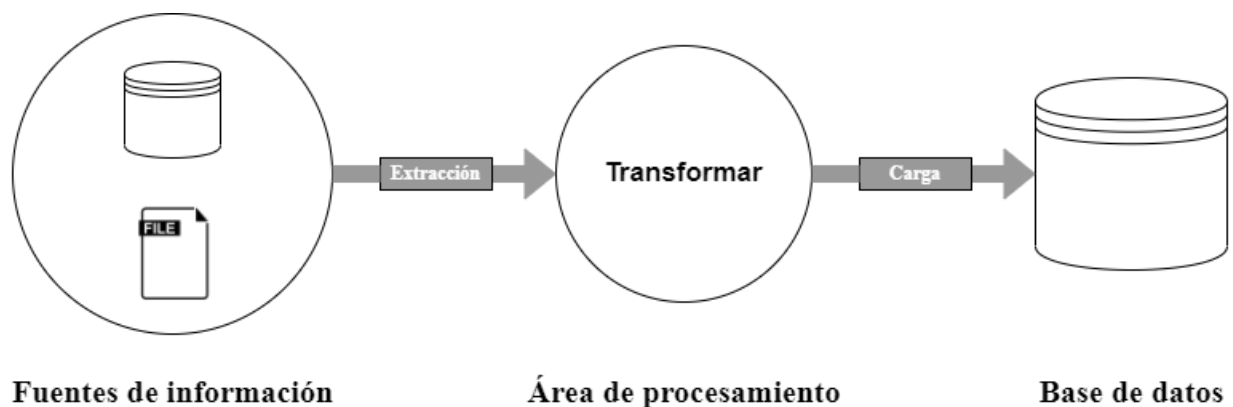 FILE
Extracción
Transformar
Carga
Fuentes de información
Área de procesamiento
Base de datos